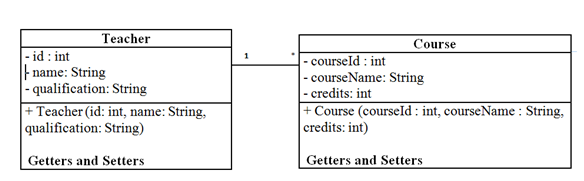 Teacher
- id : int
- name: String
- qualification: String
+ Teacher (id: int, name: String,
qualification: String)
Getters and Setters
1 *
Course
- courseId : int
- courseName: String
- credits: int
+ Course (courseId : int, courseName : String,
credits: int)
Getters and Setters